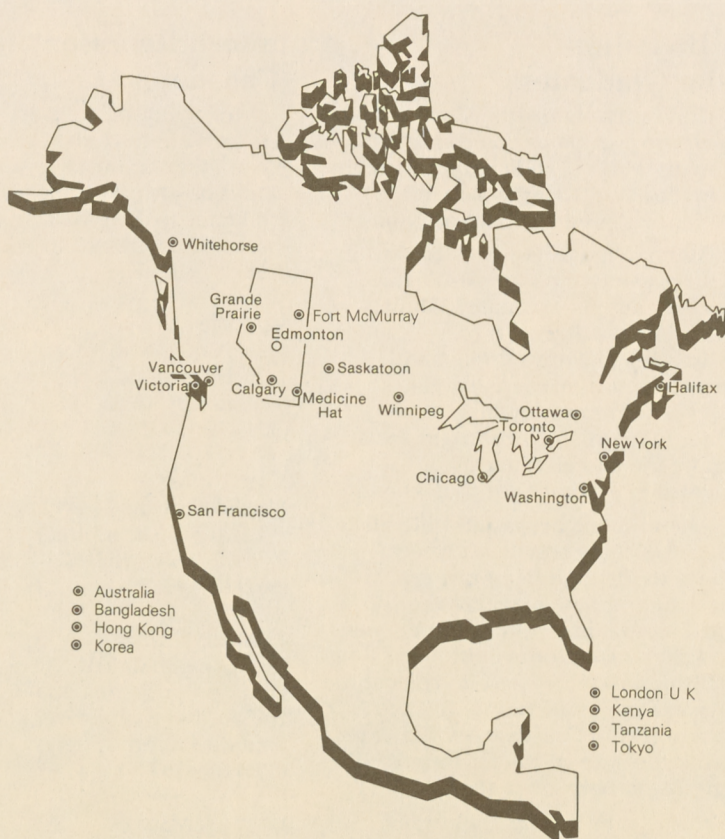 Whitehorse
Grande
Prairie
Fort McMurray
Edmonton
Vancouver
Saskatoon
Victoria
Calgary
Medicine
Hat
Winnipeg
Ottawa
Toronto
Halifax
New York
Chicago
Washington
San Francisco
Australia
Bangladesh
Hong Kong
Korea
London U K
Kenya
Tanzania
Tokyo